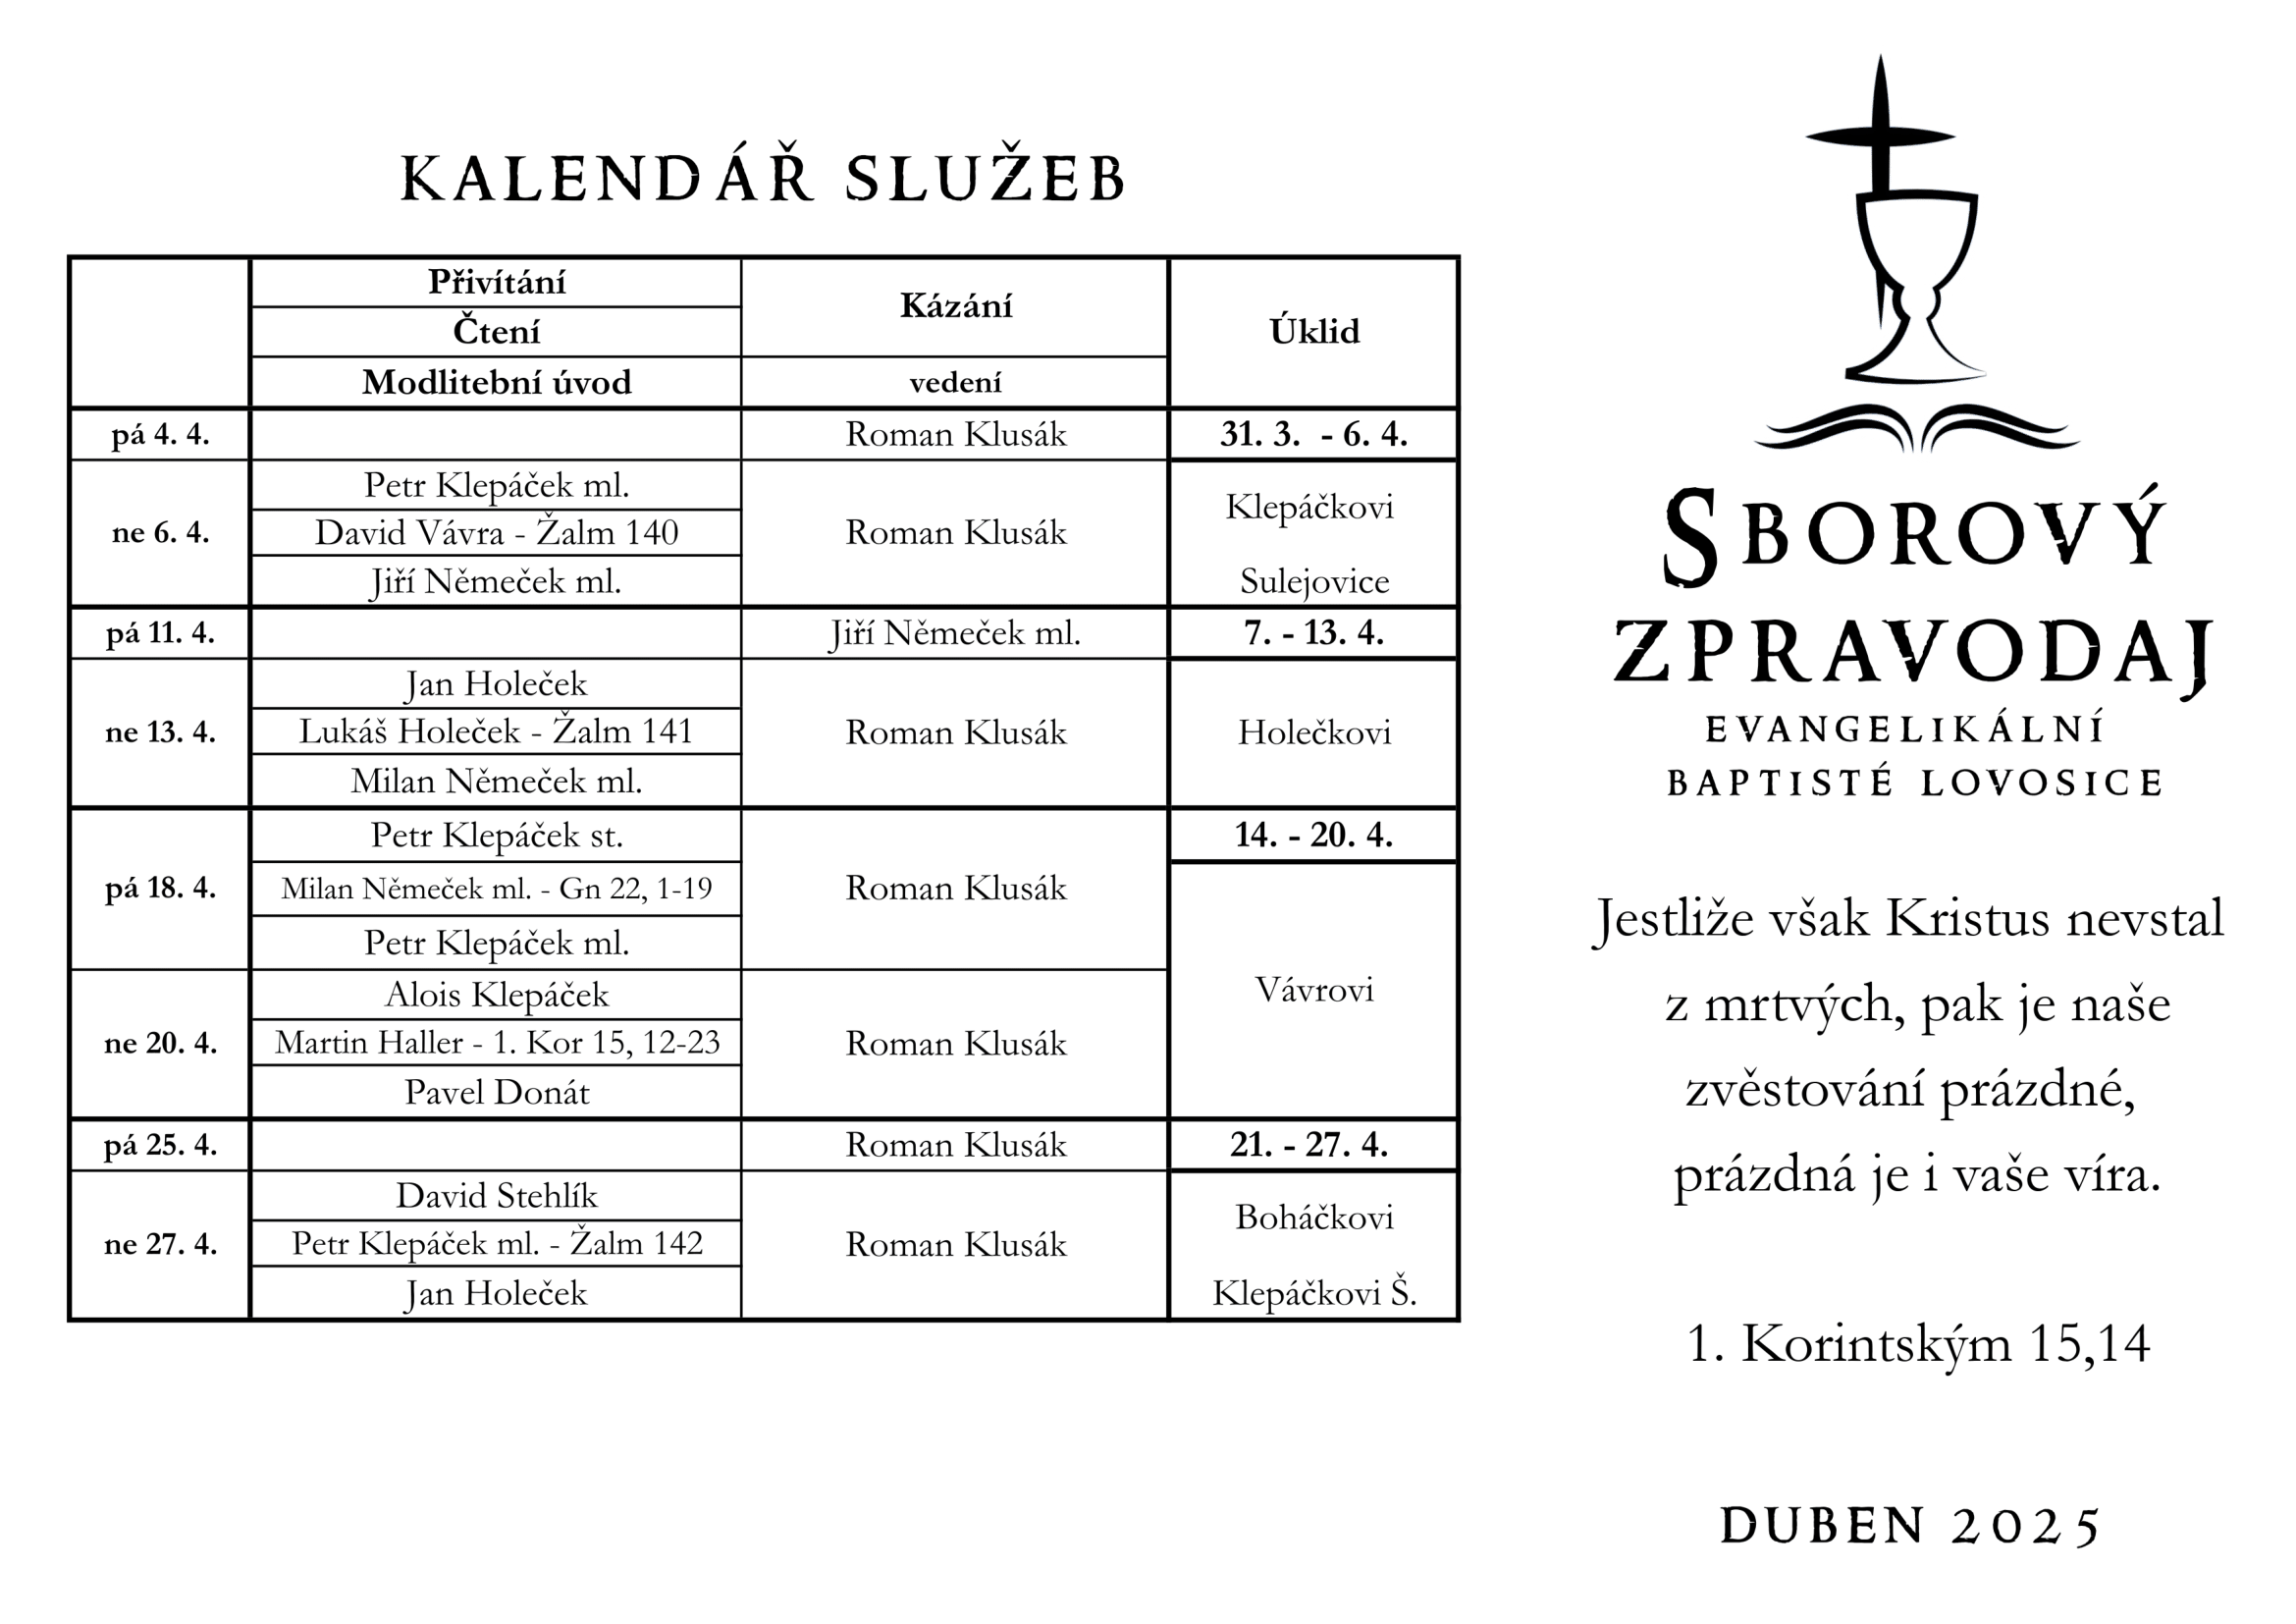 KALENDÁŘ SLUŽEB
Přivítání
Čtení
Modlitební úvod
Kázání
vedení
Úklid
pá 4. 4.
Roman Klusák
31. 3.  - 6. 4.
ne 6. 4.
Petr Klepáček ml.
David Vávra - Žalm 140
Jiří Němeček ml.
Roman Klusák
Klepáčkovi
Sulejovice
pá 11. 4.
Jiří Němeček ml.
7. - 13. 4.
ne 13. 4.
Jan Holeček
Lukáš Holeček - Žalm 141
Milan Němeček ml.
Roman Klusák
Holečkovi
pá 18. 4.
Petr Klepáček st.
Milan Němeček ml. - Gn 22, 1-19
Petr Klepáček ml.
Roman Klusák
14. - 20. 4.
Vávrovi
ne 20. 4.
Alois Klepáček
Martin Haller - 1. Kor 15, 12-23
Pavel Donát
Roman Klusák
pá 25. 4.
Roman Klusák
21. - 27. 4.
ne 27. 4.
David Stehlík
Petr Klepáček ml. - Žalm 142
Jan Holeček
Roman Klusák
Boháčkovi
Klepáčkovi Š.
SBOROVÝ
ZPRAVODAJ
EVANGELIKÁLNÍ
BAPTISTÉ LOVOSICE
Jestliže však Kristus nevstal
z mrtvých, pak je naše
zvěstování prázdné,
prázdná je i vaše víra.
1. Korintským 15,14
DUBEN 2025